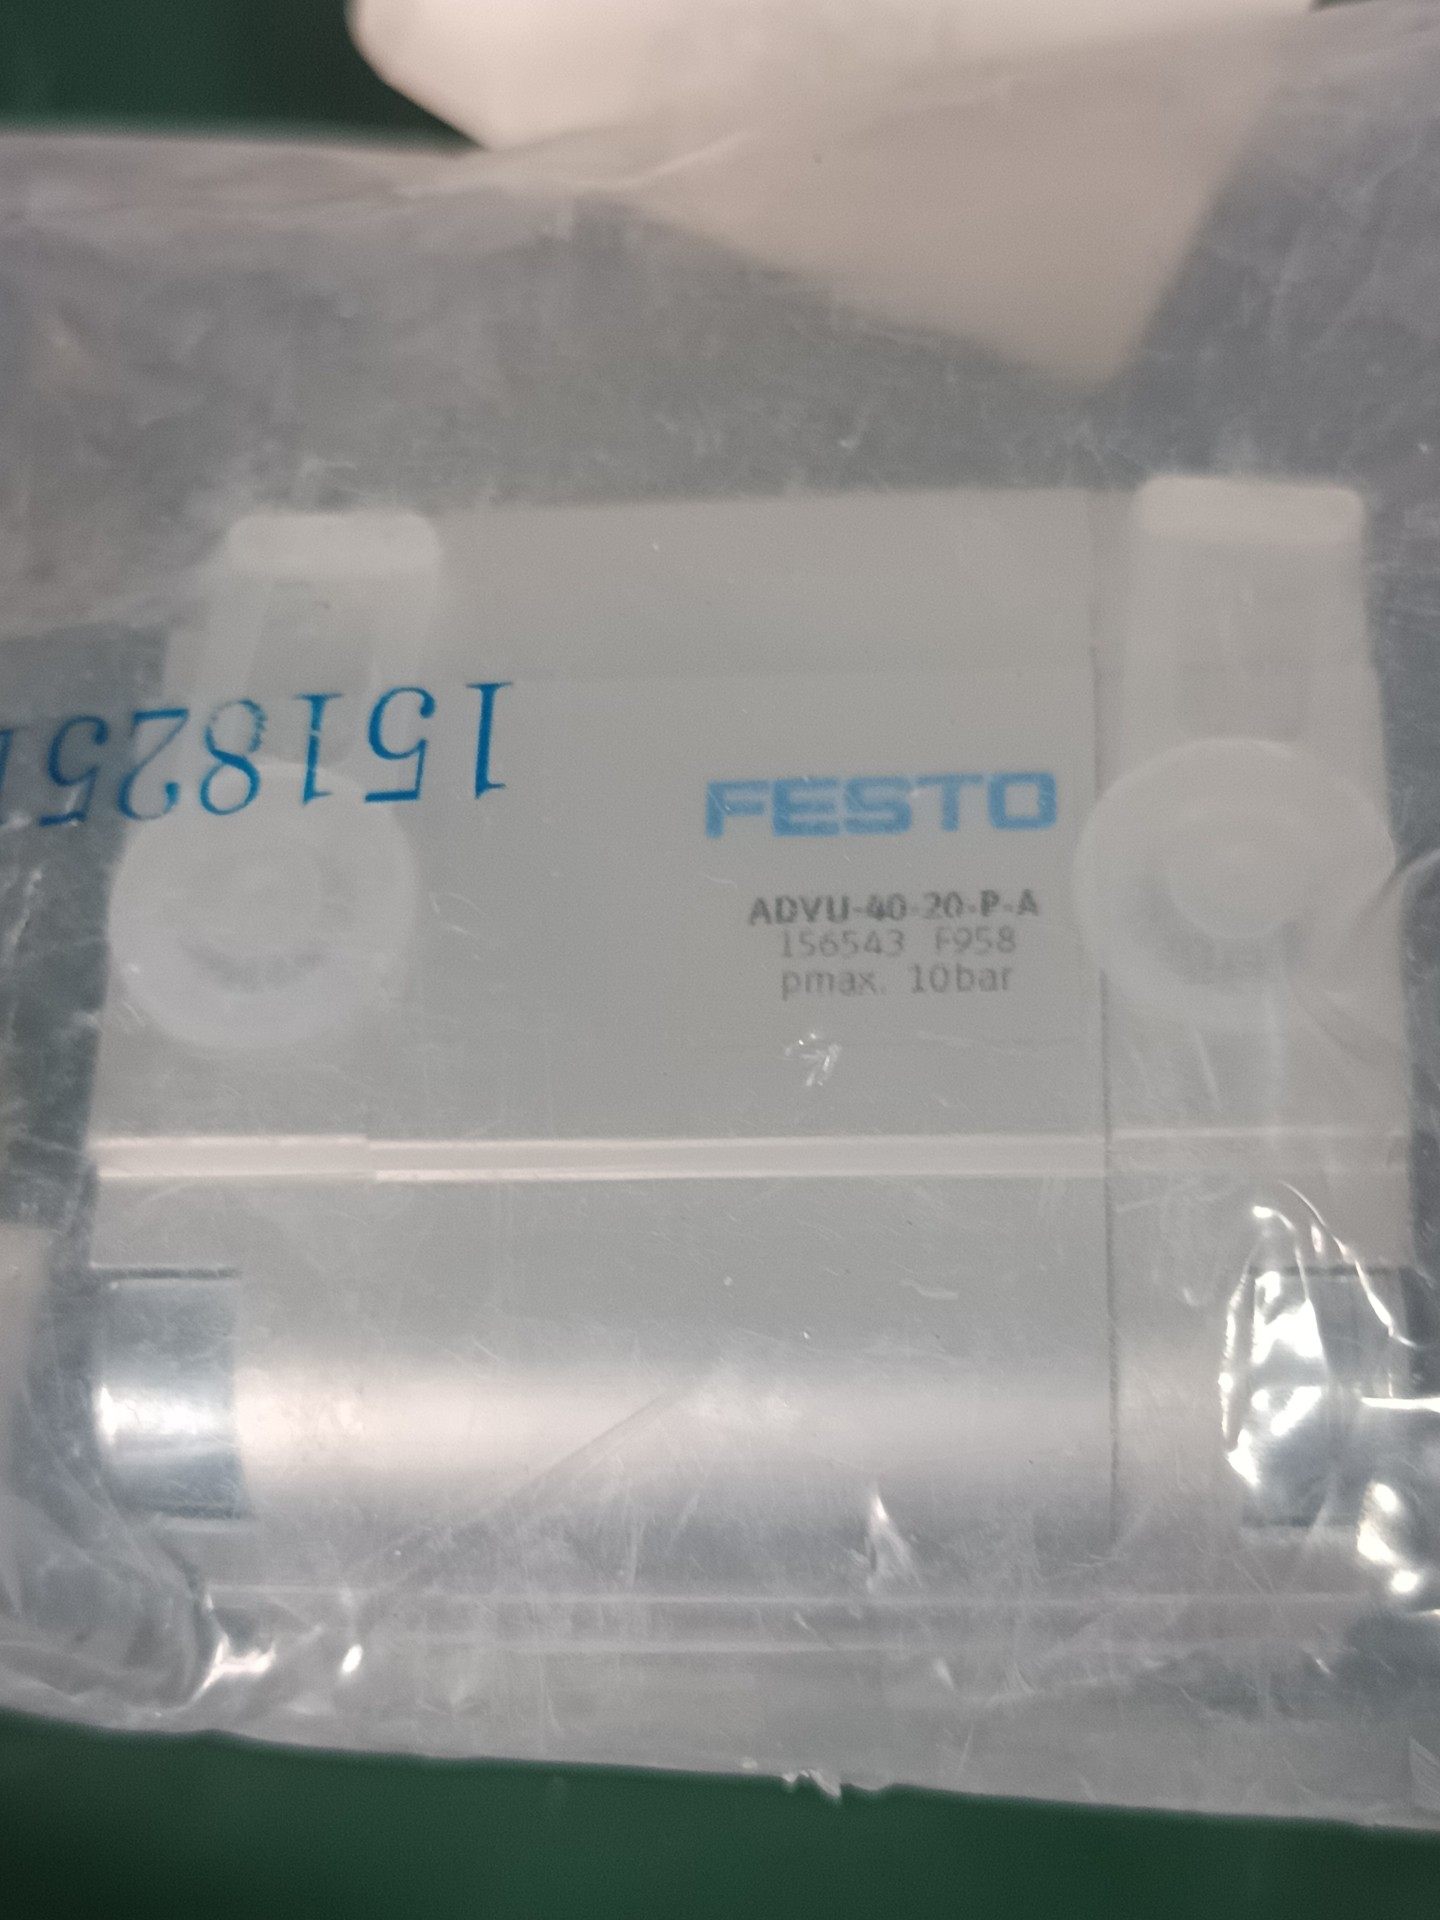 151825
FESTO
ADVU-40-20-P-A
156543 F958
pmax. 10bar